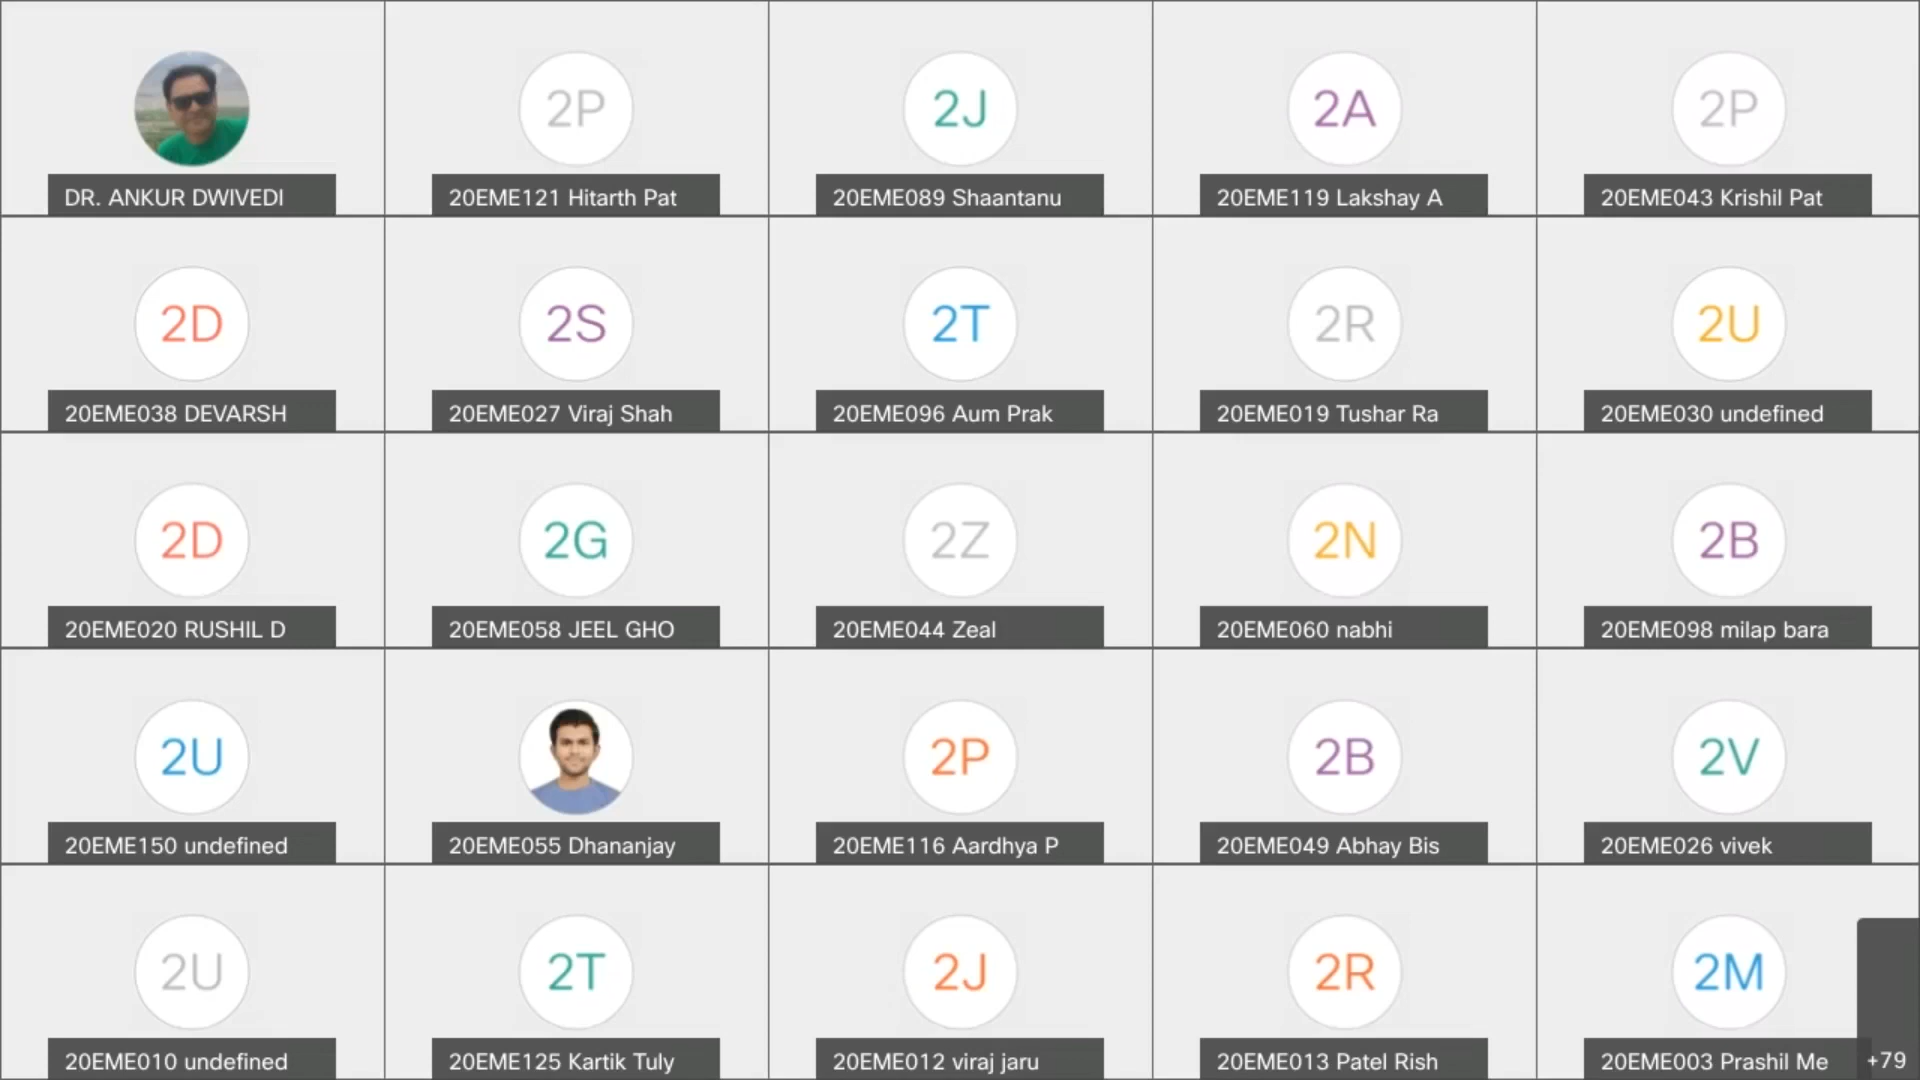 2P
2J
2A
2P
DR. ANKUR DWIVEDI
20EME121 Hitarth Pat
20EME089 Shaantanu
20EME119 Lakshay A
20EME043 Krishil Pat
2D
2S
2T
2R
2U
20EME038 DEVARSH
20EME027 Viraj Shah
20EME096 Aum Prak
20EME019 Tushar Ra
20EME030 undefined
2D
2G
2Z
2N
2B
20EME020 RUSHIL D
20EME058 JEEL GHO
20EME044 Zeal
20EME060 nabhi
20EME098 milap bara
2U
2P
2B
2V
20EME150 undefined
20EME055 Dhananjay
20EME116 Aardhya P
20EME049 Abhay Bis
20EME026 vivek
2U
2T
2J
2R
2M
20EME010 undefined
20EME125 Kartik Tuly
20EME012 viraj jaru
20EME013 Patel Rish
20EME003 Prashil Me
+79